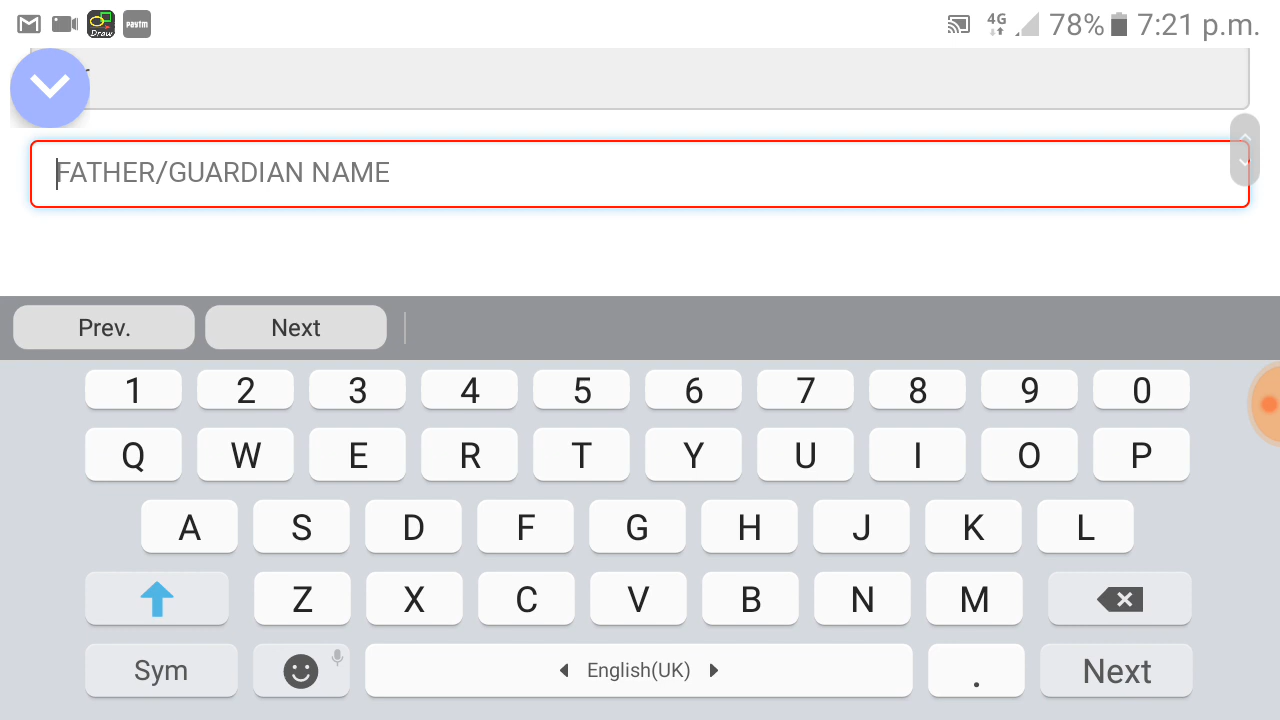 Draw
paytm
4G
78%
7:21 p.m.
FATHER/GUARDIAN NAME
Prev.
Next
1 2 3 4 5 6 7 8 9 0
Q W E R T Y U I O P
A S D F G H J K L
Z X C V B N M
Sym
English(UK)
.
Next